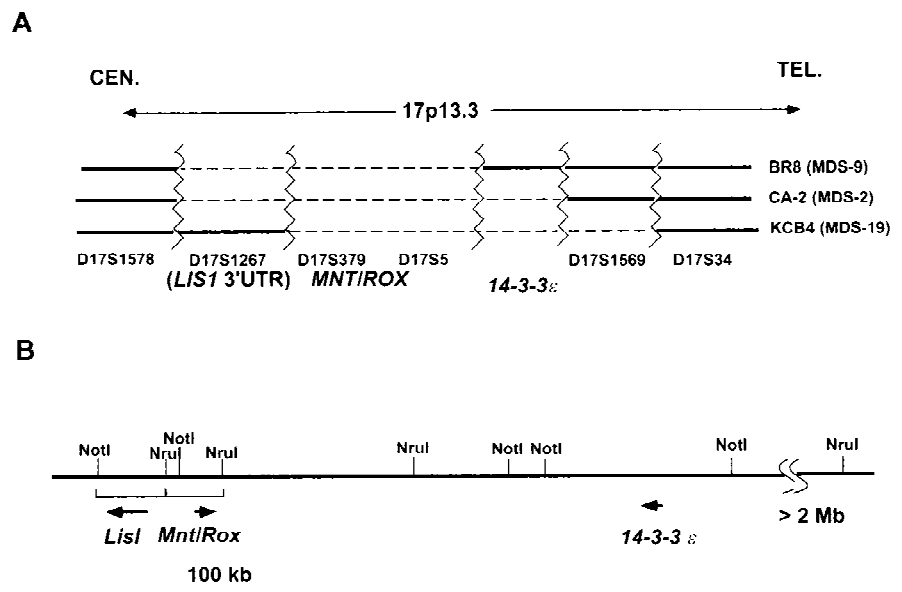 A
CEN.
TEL.
17p13.3
BR8 (MDS-9)
CA-2 (MDS-2)
KCB4 (MDS-19)
D17S1578 D17S1267 D17S379 D17S5 D17S1569 D17S34
(LIS1 3'UTR) MNT/ROX 14-3-3ε
B
NotI NruI NotI NruI NruI NotI NotI NotI NruI
LisI Mnt/Rox 14-3-3 ε > 2 Mb
100 kb